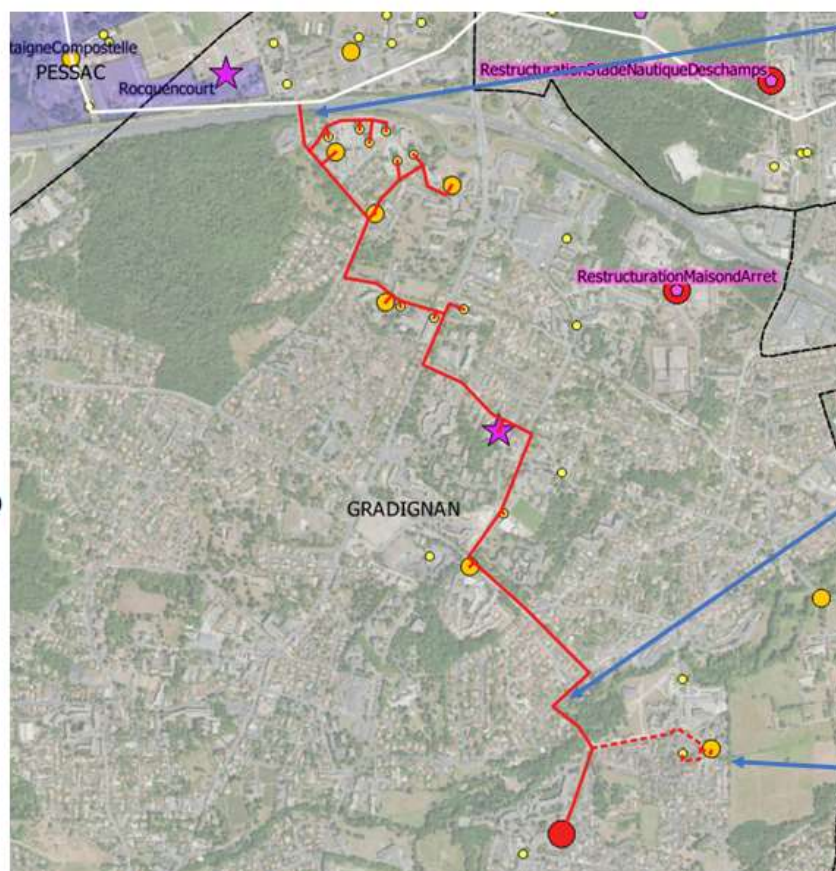 taigneCompostelle
PESSAC
Rocquencourt
RestructurationStadeNautiqueDeschamps
RestructurationMaisondArret
GRADIGNAN